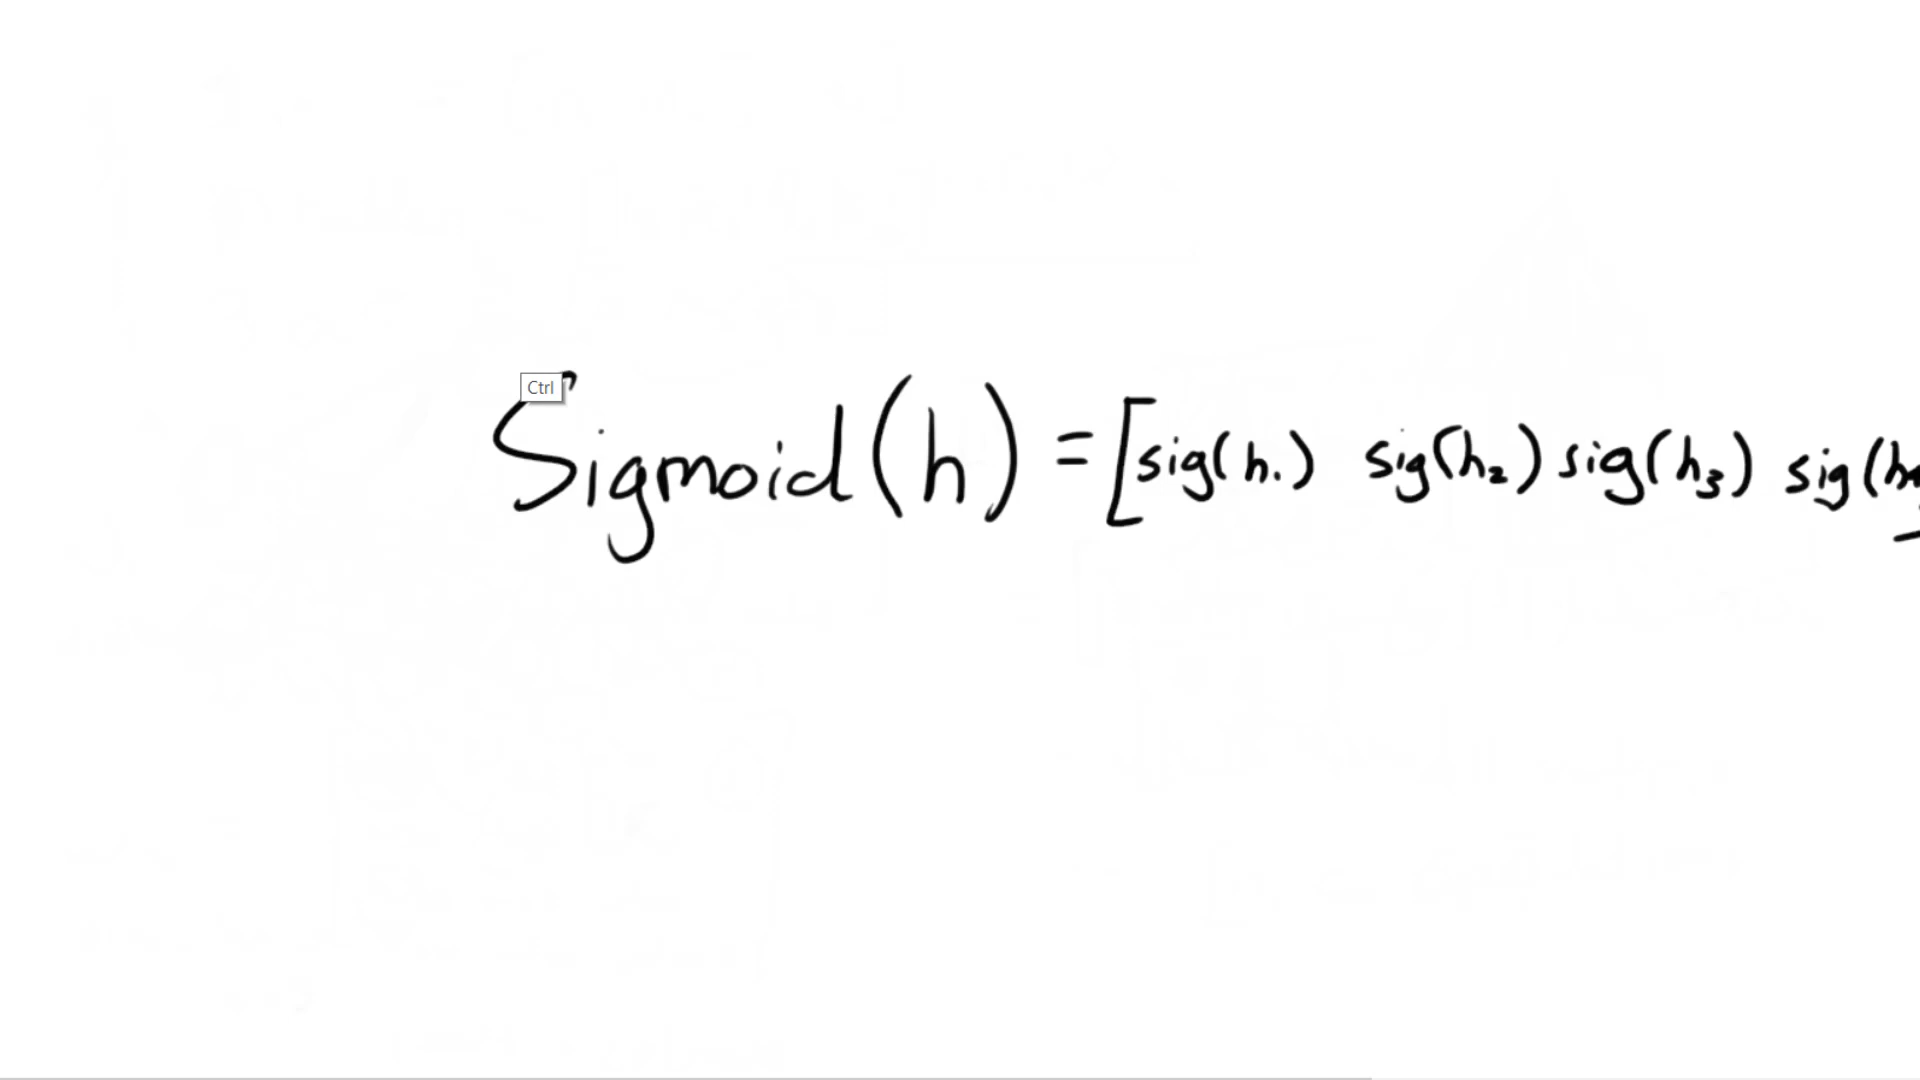 Ctrl
Sigmoid(h) = [sig(h₁) sig(h₂) sig(h₃) sig(h